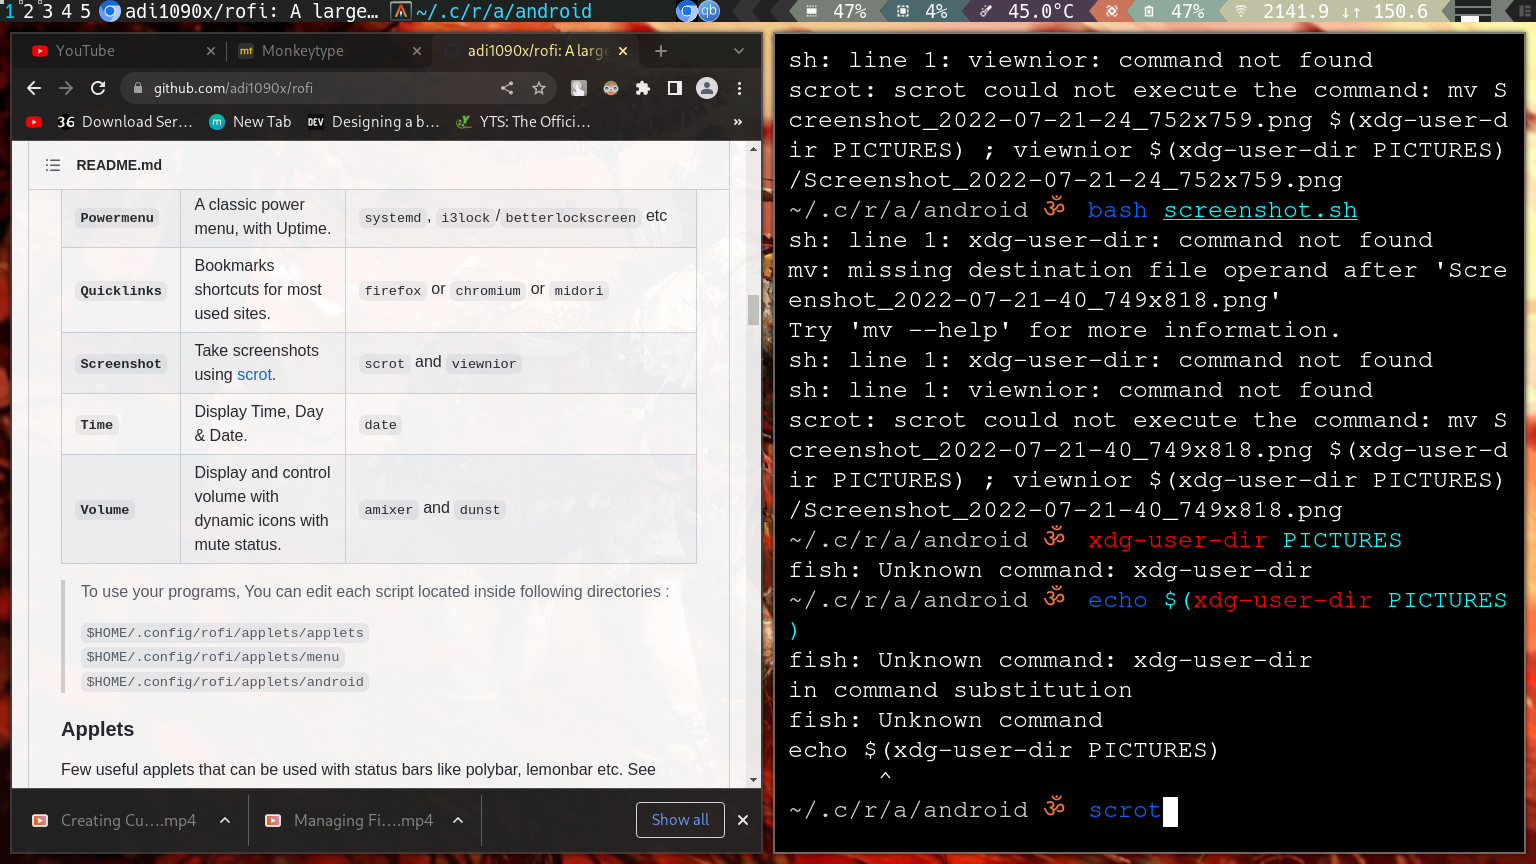 1 2 3 4 5 adi1090x/rofi: A large… ~/.c/r/a/android qb 47% 4% 45.0°C 47% 2141.9 ↓↑ 150.6
YouTube Monkeytype adi1090x/rofi: A large
github.com/adi1090x/rofi
36 Download Ser… m New Tab DEV Designing a b… YTS: The Offici… »
README.md
Powermenu A classic power menu, with Uptime. systemd , i3lock / betterlockscreen etc
Quicklinks Bookmarks shortcuts for most used sites. firefox or chromium or midori
Screenshot Take screenshots using scrot. scrot and viewnior
Time Display Time, Day & Date. date
Volume Display and control volume with dynamic icons with mute status. amixer and dunst
To use your programs, You can edit each script located inside following directories :
$HOME/.config/rofi/applets/applets
$HOME/.config/rofi/applets/menu
$HOME/.config/rofi/applets/android
Applets
Few useful applets that can be used with status bars like polybar, lemonbar etc. See
Creating Cu….mp4 Managing Fi….mp4 Show all
sh: line 1: viewnior: command not found
scrot: scrot could not execute the command: mv S
creenshot_2022-07-21-24_752x759.png $(xdg-user-d
ir PICTURES) ; viewnior $(xdg-user-dir PICTURES)
/Screenshot_2022-07-21-24_752x759.png
~/.c/r/a/android ॐ bash screenshot.sh
sh: line 1: xdg-user-dir: command not found
mv: missing destination file operand after 'Scre
enshot_2022-07-21-40_749x818.png'
Try 'mv --help' for more information.
sh: line 1: xdg-user-dir: command not found
sh: line 1: viewnior: command not found
scrot: scrot could not execute the command: mv S
creenshot_2022-07-21-40_749x818.png $(xdg-user-d
ir PICTURES) ; viewnior $(xdg-user-dir PICTURES)
/Screenshot_2022-07-21-40_749x818.png
~/.c/r/a/android ॐ xdg-user-dir PICTURES
fish: Unknown command: xdg-user-dir
~/.c/r/a/android ॐ echo $(xdg-user-dir PICTURES
)
fish: Unknown command: xdg-user-dir
in command substitution
fish: Unknown command
echo $(xdg-user-dir PICTURES)
^
~/.c/r/a/android ॐ scrot